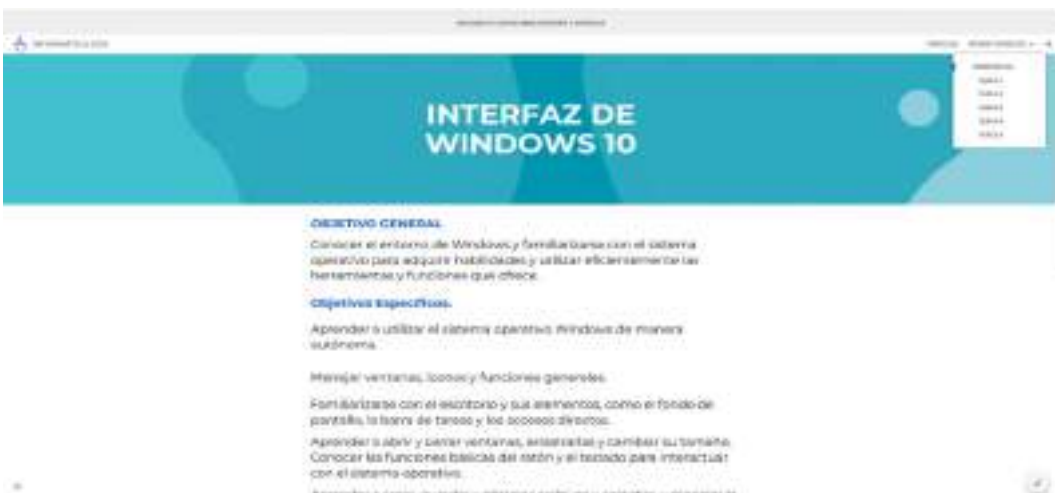 INTERFAZ DE
WINDOWS 10
OBJETIVO GENERAL
Conocer el entorno de Windows y familiarizarse con el sistema
operativo para adquirir habilidades y utilizar eficientemente las
herramientas y funciones que ofrece.
Objetivos Específicos.
Aprender a utilizar el sistema operativo Windows de manera
autónoma.
Manejar ventanas, iconos y funciones generales.
Familiarizarse con el escritorio y sus elementos, como el fondo de
pantalla, la barra de tareas y los accesos directos.
Aprender a abrir y cerrar ventanas, arrastrarlas y cambiar su tamaño.
Conocer las funciones básicas del ratón y el teclado para interactuar
con el sistema operativo.